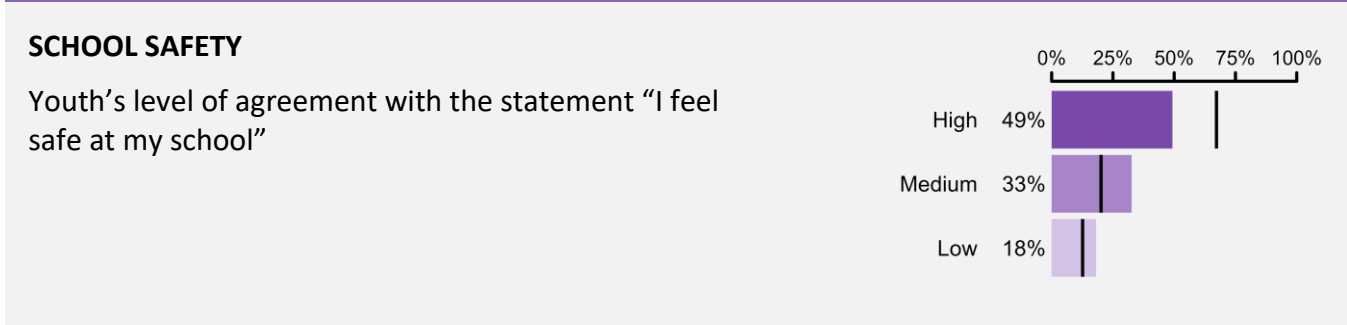 SCHOOL SAFETY
Youth’s level of agreement with the statement “I feel
safe at my school”
0% 25% 50% 75% 100%
High 49%
Medium 33%
Low 18%